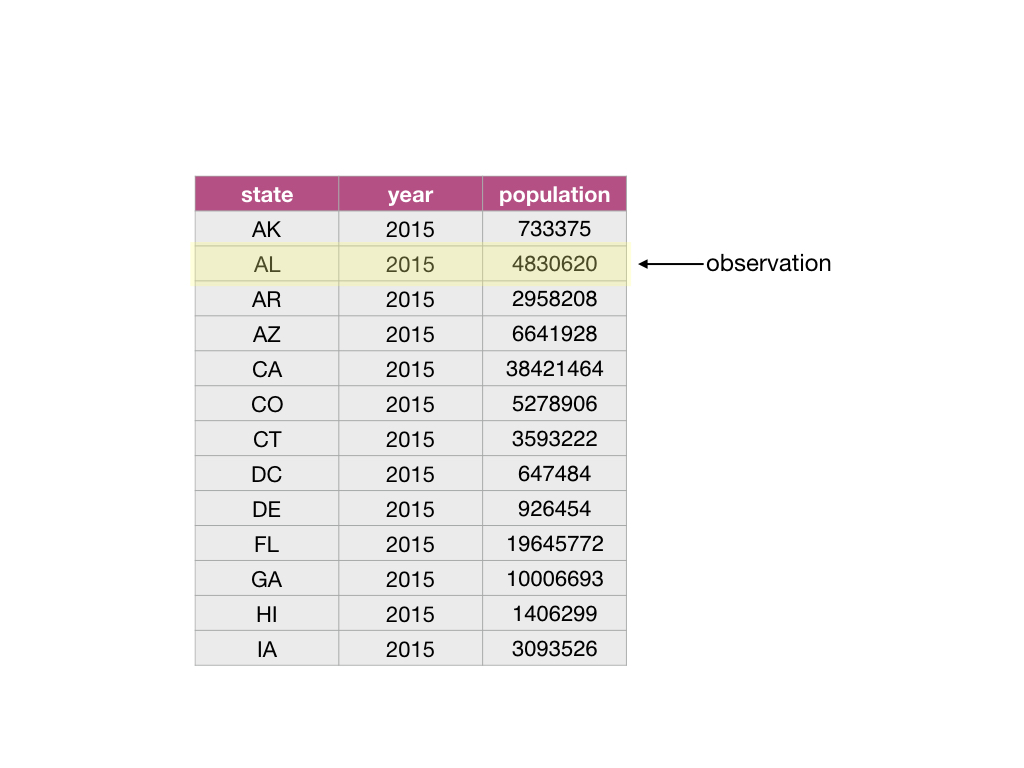 state year population
AK 2015 733375
AL 2015 4830620 observation
AR 2015 2958208
AZ 2015 6641928
CA 2015 38421464
CO 2015 5278906
CT 2015 3593222
DC 2015 647484
DE 2015 926454
FL 2015 19645772
GA 2015 10006693
HI 2015 1406299
IA 2015 3093526